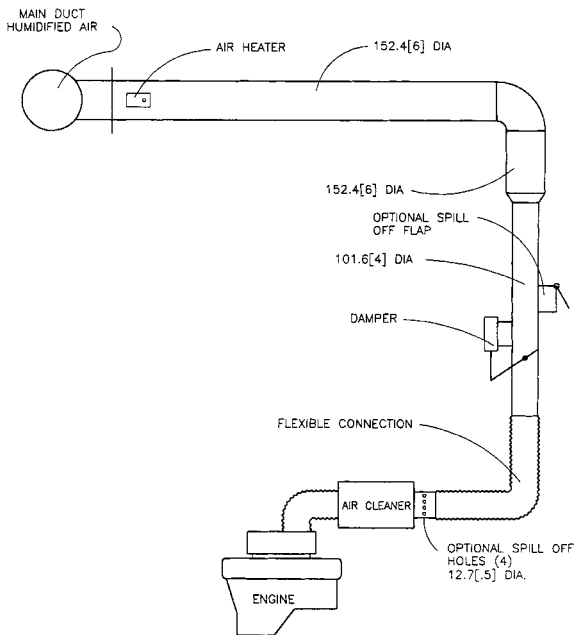 MAIN DUCT
HUMIDIFIED AIR
AIR HEATER
152.4[6] DIA
152.4[6] DIA
OPTIONAL SPILL
OFF FLAP
101.6[4] DIA
DAMPER
FLEXIBLE CONNECTION
AIR CLEANER
OPTIONAL SPILL OFF
HOLES (4)
12.7[.5] DIA.
ENGINE